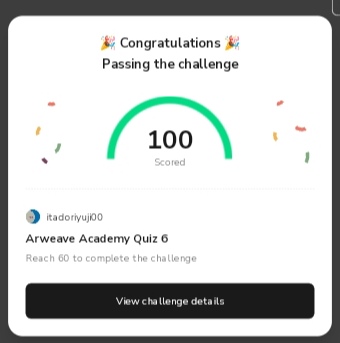 🎉 Congratulations 🎉
Passing the challenge
100
Scored
itadoriyuji00
Arweave Academy Quiz 6
Reach 60 to complete the challenge
View challenge details